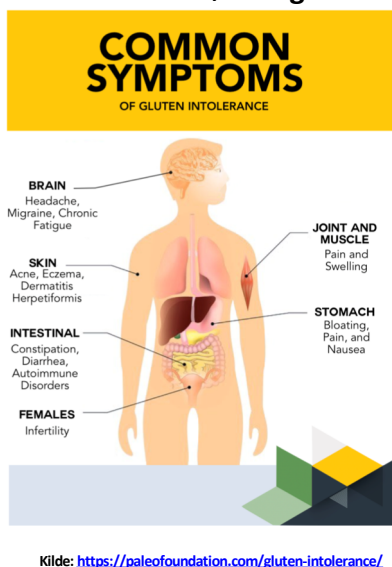 COMMON
SYMPTOMS
OF GLUTEN INTOLERANCE
BRAIN
Headache,
Migraine, Chronic
Fatigue
SKIN
Acne, Eczema,
Dermatitis
Herpetiformis
INTESTINAL
Constipation,
Diarrhea,
Autoimmune
Disorders
FEMALES
Infertility
JOINT AND
MUSCLE
Pain and
Swelling
STOMACH
Bloating,
Pain, and
Nausea
Kilde: https://paleofoundation.com/gluten-intolerance/